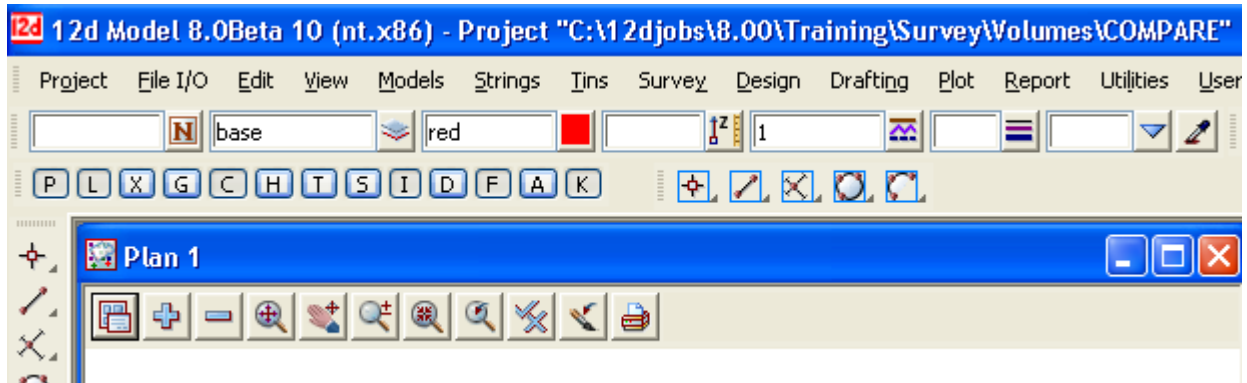 12d 12d Model 8.0Beta 10 (nt.x86) - Project "C:\12djobs\8.00\Training\Survey\Volumes\COMPARE"
Project File I/O Edit View Models Strings Tins Survey Design Drafting Plot Report Utilities User
N base red z 1
P L X G C H T S I D F A K
Plan 1